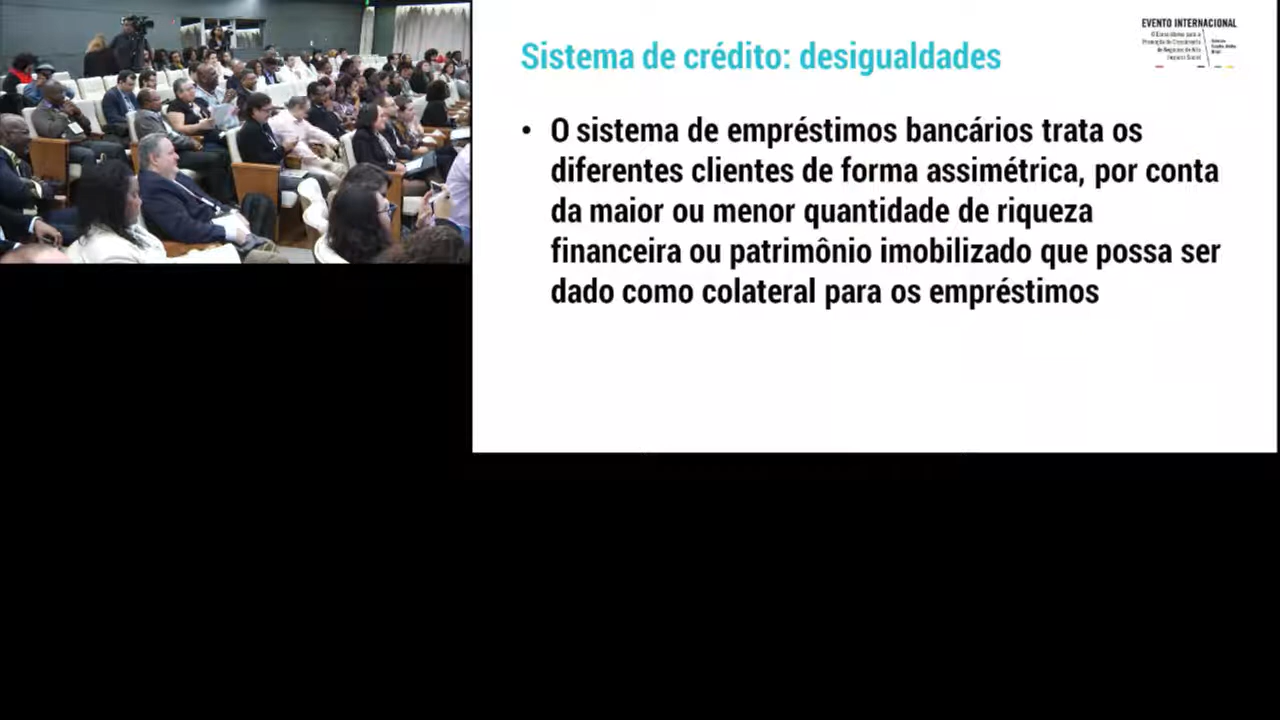 Sistema de crédito: desigualdades
EVENTO INTERNACIONAL
• O sistema de empréstimos bancários trata os
diferentes clientes de forma assimétrica, por conta
da maior ou menor quantidade de riqueza
financeira ou patrimônio imobilizado que possa ser
dado como colateral para os empréstimos